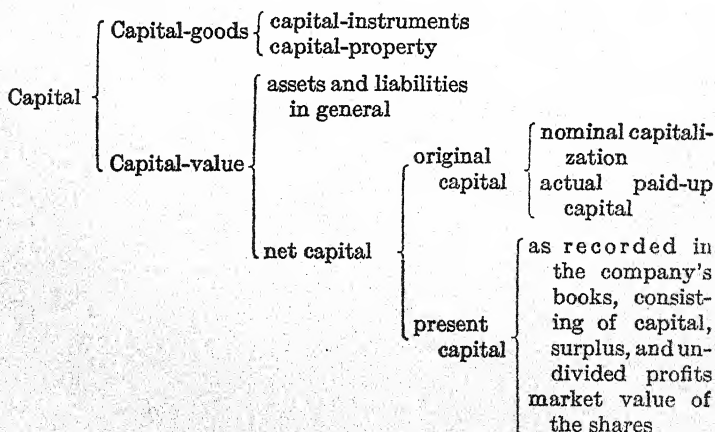 Capital
Capital-goods
capital-instruments
capital-property
Capital-value
assets and liabilities
in general
net capital
original
capital
nominal capitali-
zation
actual paid-up
capital
present
capital
as recorded in
the company's
books, consist-
ing of capital,
surplus, and un-
divided profits
market value of
the shares